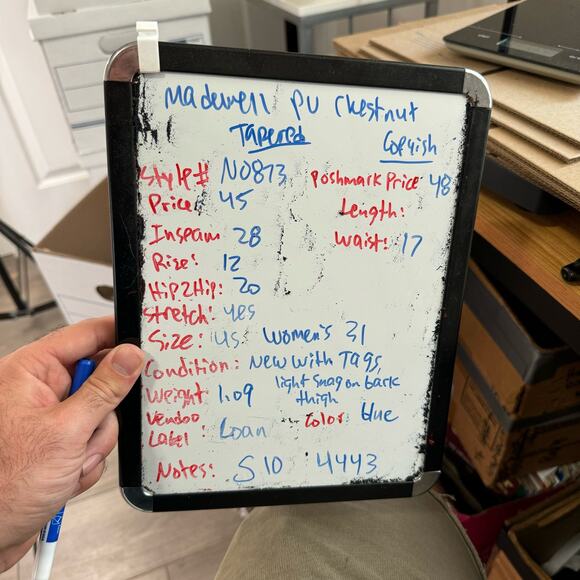 Madewell PV Chestnut
Tapered Coquish
Style# N0873 Poshmark Price 48
Price: 45 Length:
Inseam 28 Waist: 17
Rise: 12
Hip2Hip: 20
Stretch: yes
Size: US Women's 31
Condition: New with Tags,
light snag on back
thigh
Weight: 1.09
Color blue
Vendoo
Label: Loan
Notes: S10 4443